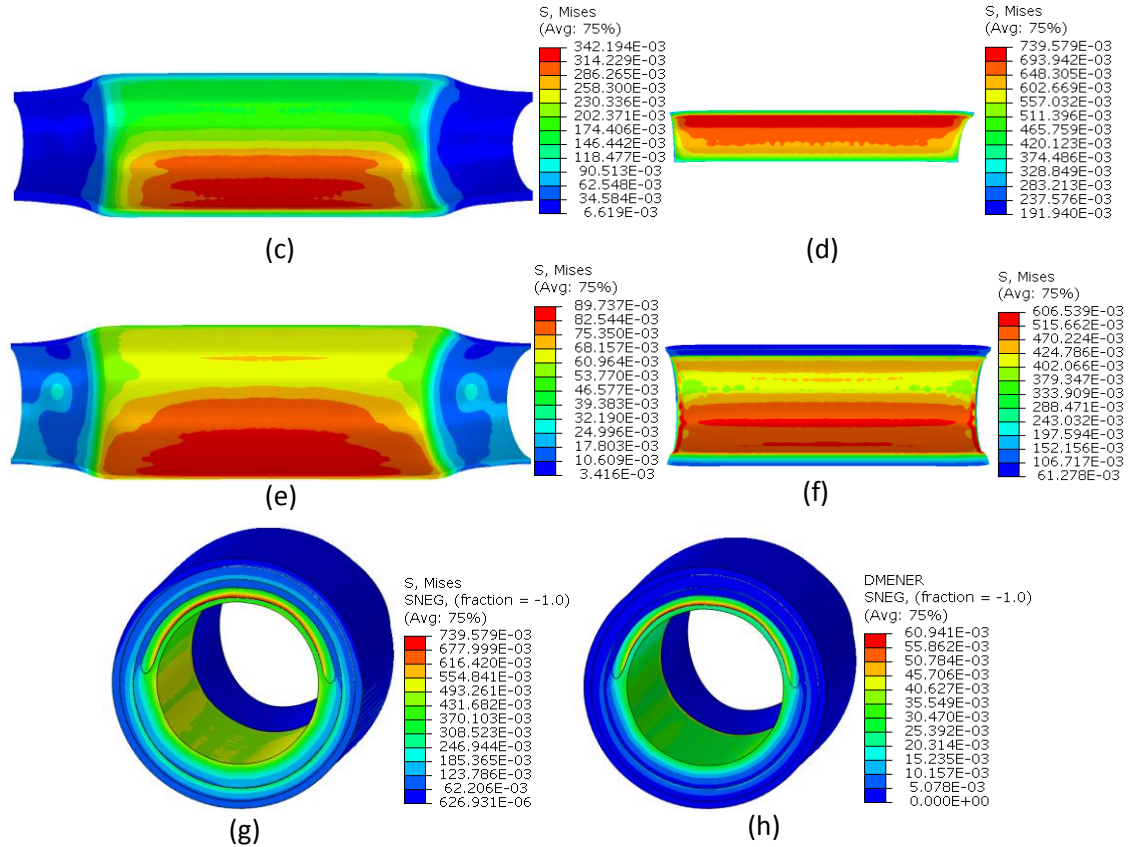 S, Mises
(Avg: 75%)
342.194E-03
314.229E-03
286.265E-03
258.300E-03
230.336E-03
202.371E-03
174.406E-03
146.442E-03
118.477E-03
90.513E-03
62.548E-03
34.584E-03
6.619E-03
(c)
S, Mises
(Avg: 75%)
739.579E-03
693.942E-03
648.305E-03
602.669E-03
557.032E-03
511.396E-03
465.759E-03
420.123E-03
374.486E-03
328.849E-03
283.213E-03
237.576E-03
191.940E-03
(d)
S, Mises
(Avg: 75%)
89.737E-03
82.544E-03
75.350E-03
68.157E-03
60.964E-03
53.770E-03
46.577E-03
39.383E-03
32.190E-03
24.996E-03
17.803E-03
10.609E-03
3.416E-03
(e)
S, Mises
(Avg: 75%)
606.539E-03
515.662E-03
470.224E-03
424.786E-03
402.066E-03
379.347E-03
333.909E-03
288.471E-03
243.032E-03
197.594E-03
152.156E-03
106.717E-03
61.278E-03
(f)
S, Mises
SNEG, (fraction = -1.0)
(Avg: 75%)
739.579E-03
677.999E-03
616.420E-03
554.841E-03
493.261E-03
431.682E-03
370.103E-03
308.523E-03
246.944E-03
185.365E-03
123.786E-03
62.206E-03
626.931E-06
(g)
DMENER
SNEG, (fraction = -1.0)
(Avg: 75%)
60.941E-03
55.862E-03
50.784E-03
45.706E-03
40.627E-03
35.549E-03
30.470E-03
25.392E-03
20.314E-03
15.235E-03
10.157E-03
5.078E-03
0.000E+00
(h)